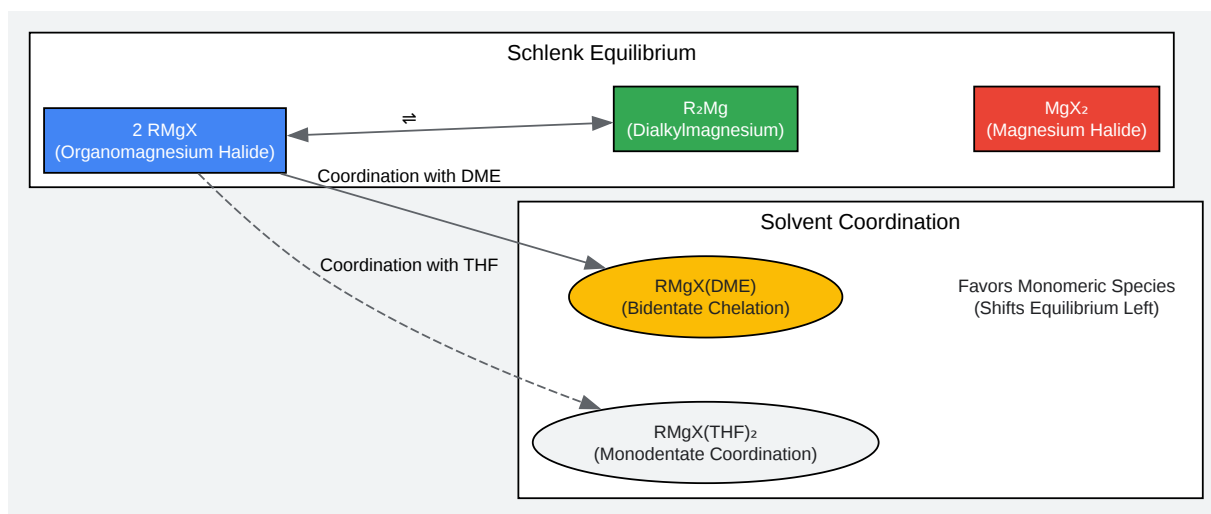 Schlenk Equilibrium
2 RMgX
(Organomagnesium Halide)
⇌
R₂Mg
(Dialkylmagnesium)
MgX₂
(Magnesium Halide)
Coordination with DME
Coordination with THF
Solvent Coordination
RMgX(DME)
(Bidentate Chelation)
Favors Monomeric Species
(Shifts Equilibrium Left)
RMgX(THF)₂
(Monodentate Coordination)